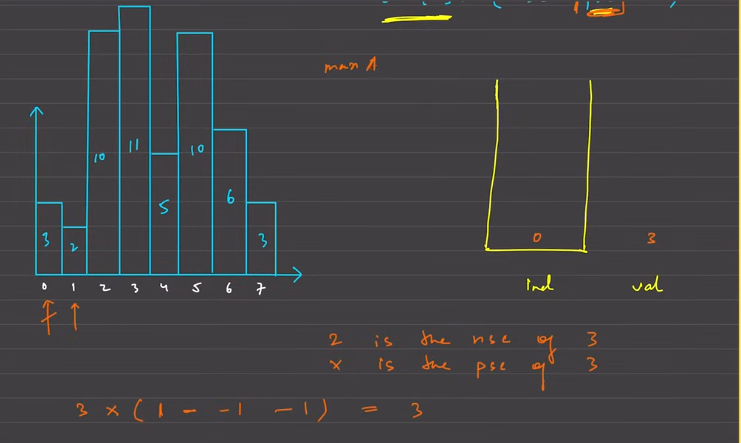 max A
10
11
10
5
6
3
2
3
0 3
0 1 2 3 4 5 6 7
Ind val
2 is the nse of 3
x is the pse of 3
3 x ( 1 - -1 -1 ) = 3